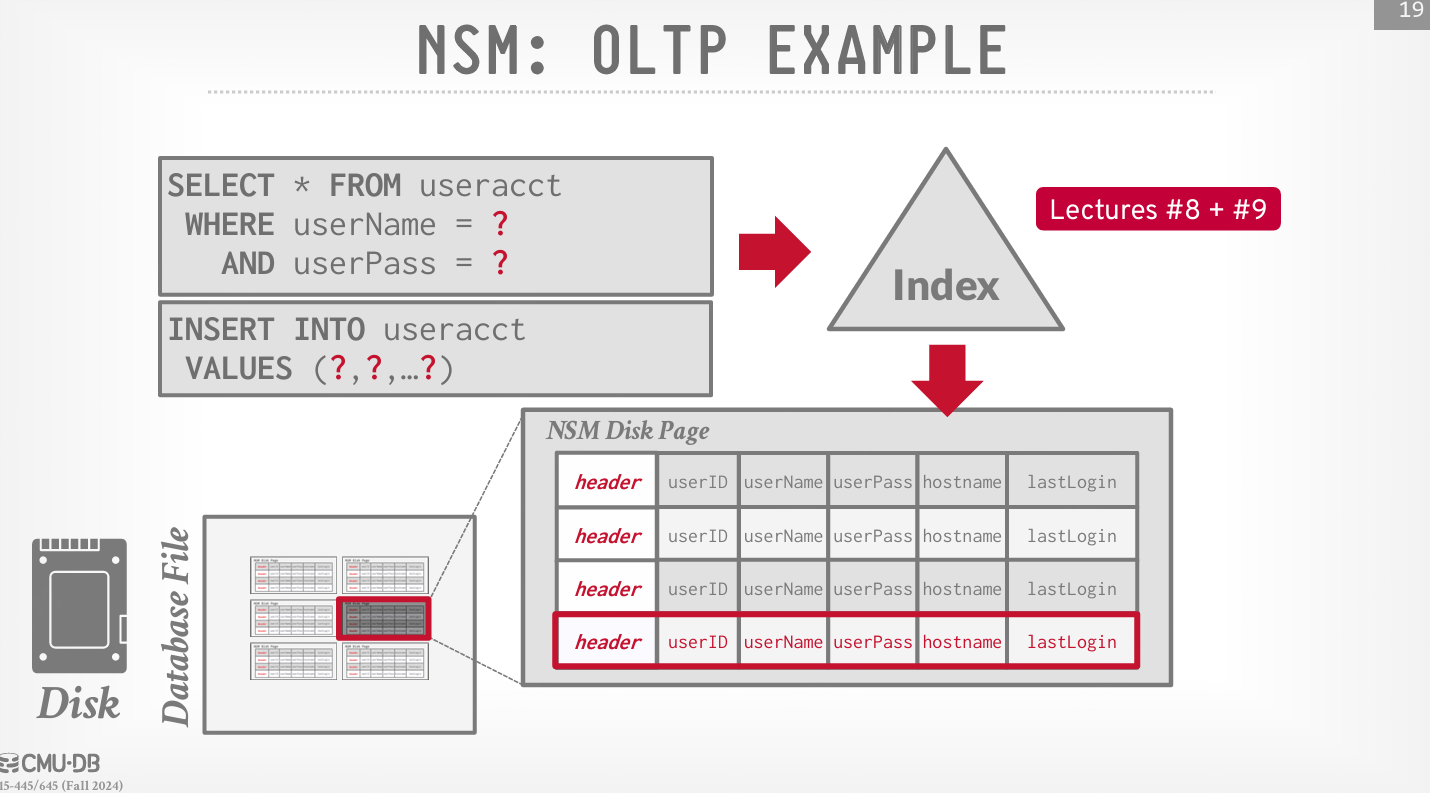 19
NSM: OLTP EXAMPLE
SELECT * FROM useracct
WHERE userName = ?
AND userPass = ?
INSERT INTO useracct
VALUES (?,?,…?)
Index
Lectures #8 + #9
NSM Disk Page
header userID userName userPass hostname lastLogin
header userID userName userPass hostname lastLogin
header userID userName userPass hostname lastLogin
header userID userName userPass hostname lastLogin
Database File
Disk
CMU·DB
15-445/645 (Fall 2024)